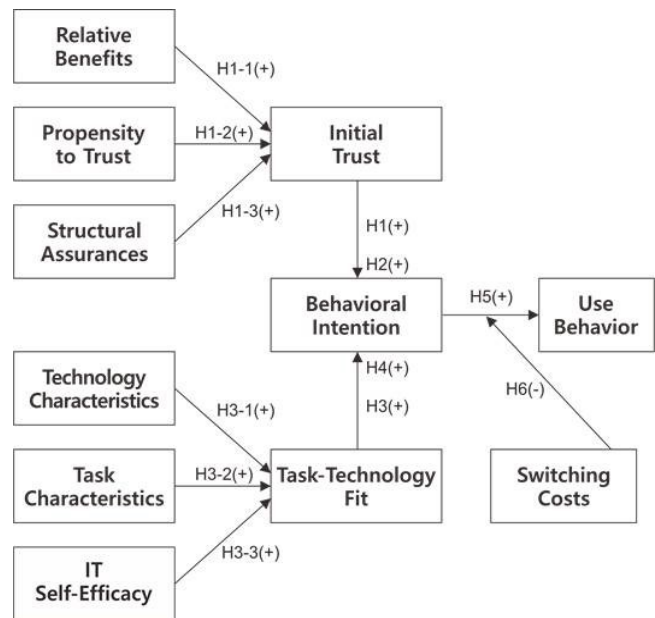 Relative
Benefits
H1-1(+)
Propensity
to Trust
H1-2(+)
Initial
Trust
H1-3(+)
Structural
Assurances
H1(+)
H2(+)
Behavioral
Intention
H5(+)
Use
Behavior
H4(+)
H3(+)
H6(-)
Technology
Characteristics
H3-1(+)
Task
Characteristics
H3-2(+)
Task-Technology
Fit
Switching
Costs
H3-3(+)
IT
Self-Efficacy